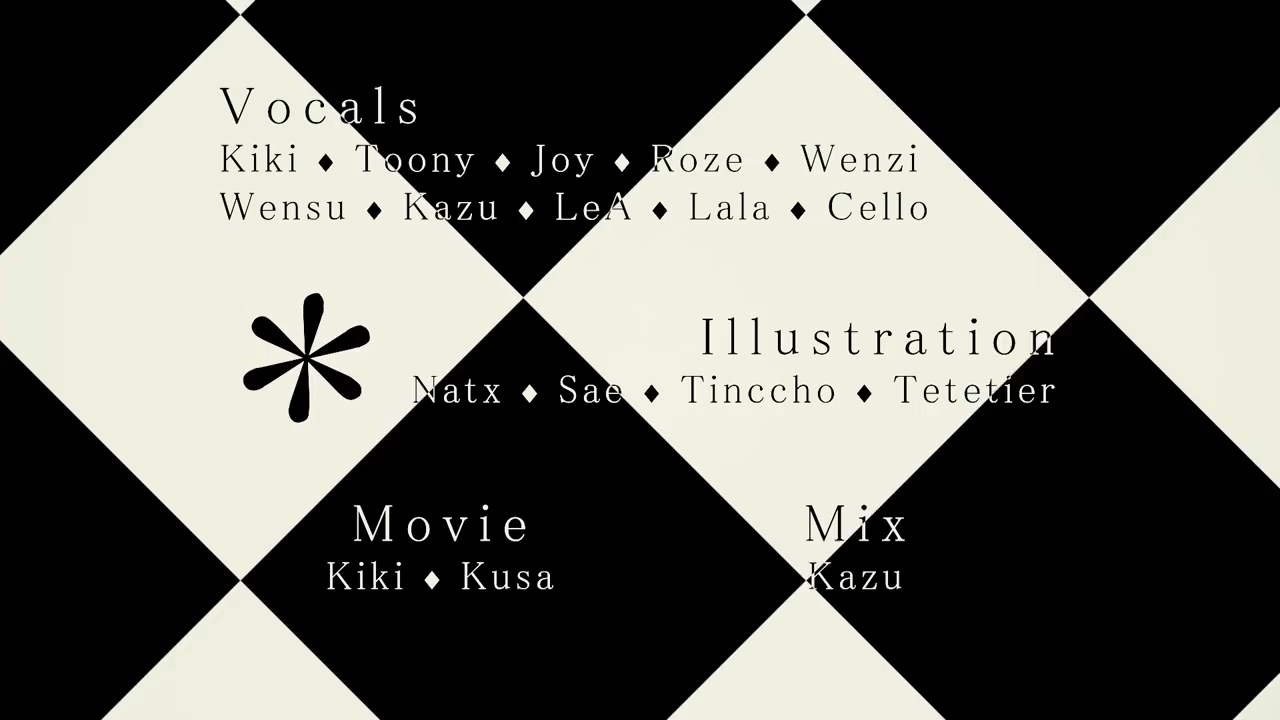 Vocals
Kiki ♦ Toony ♦ Joy ♦ Roze ♦ Wenzi
Wensu ♦ Kazu ♦ LeA ♦ Lala ♦ Cello
Illustration
Natx ♦ Sae ♦ Tinccho ♦ Tetetier
Movie
Kiki ♦ Kusa
Mix
Kazu